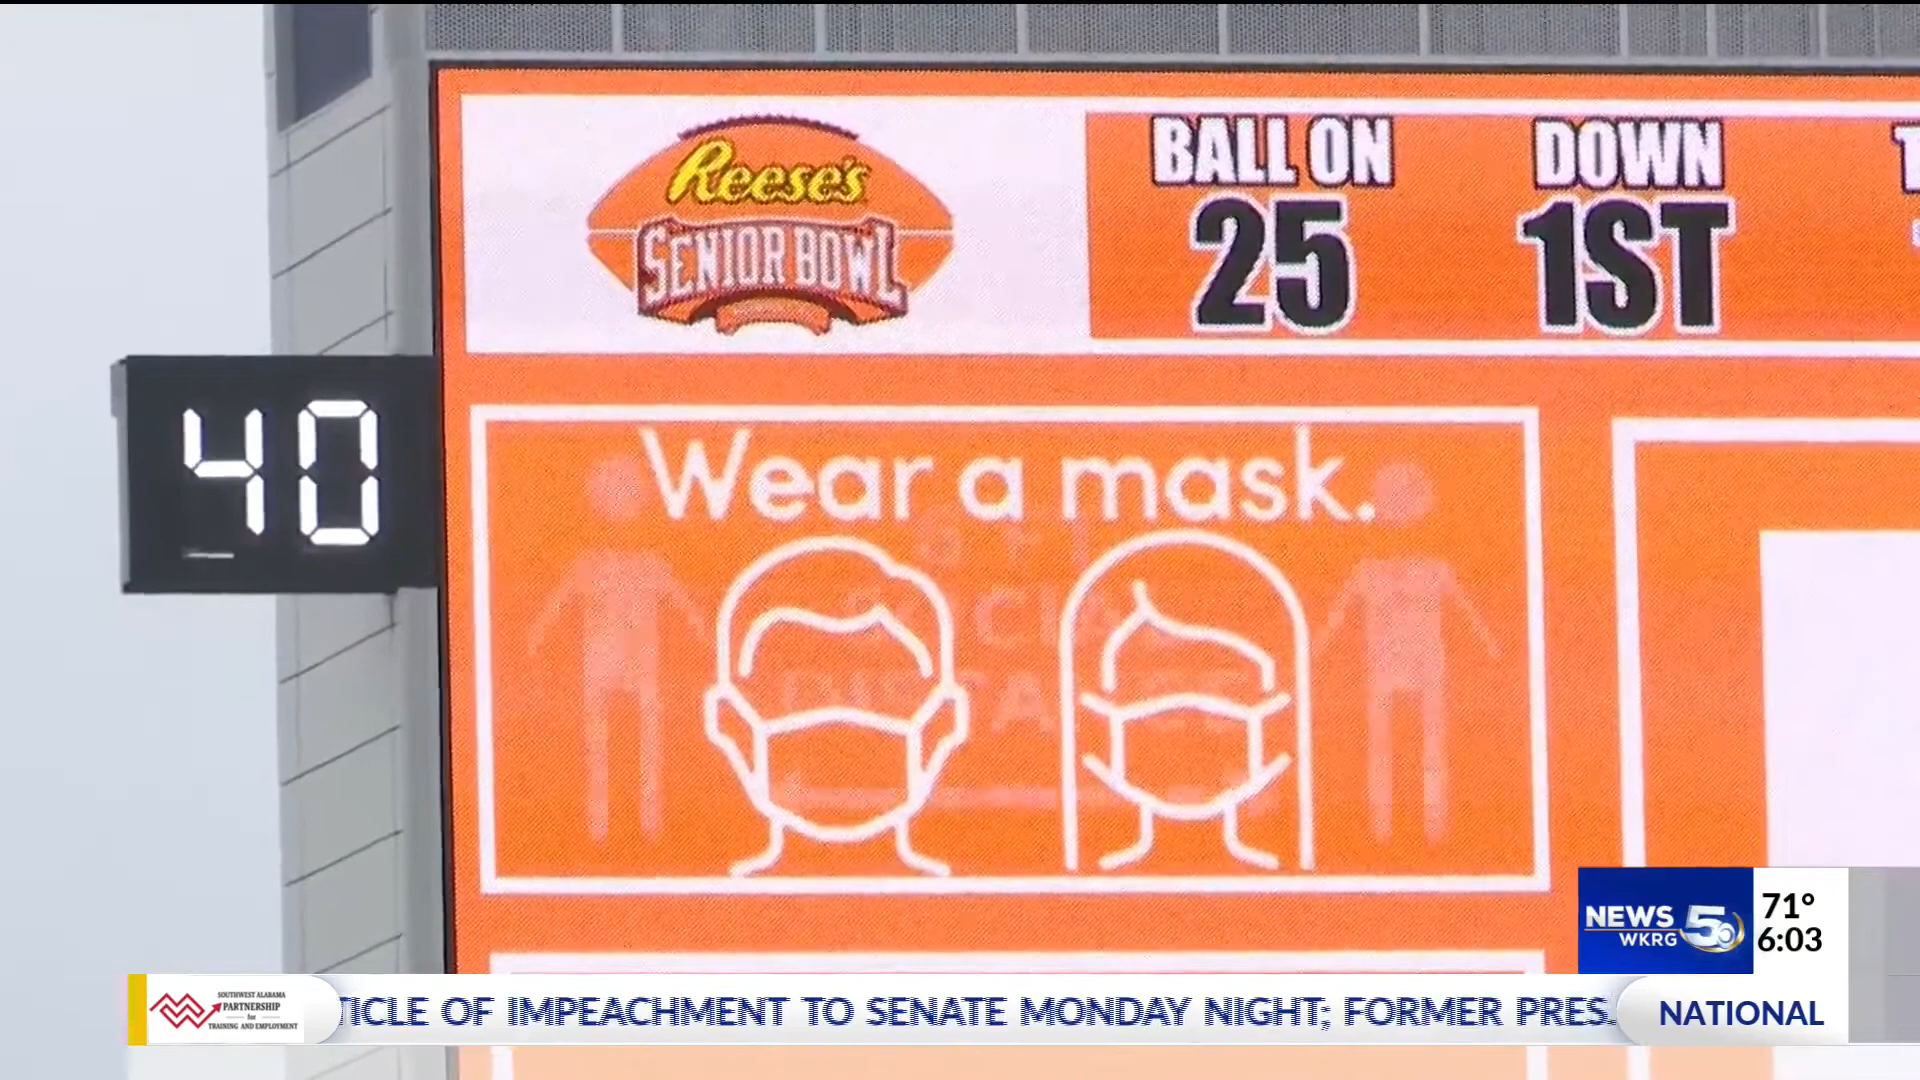 Reese's
SENIOR BOWL
BALL ON
25
DOWN
1ST
40
Wear a mask.
SOCIAL
NEWS 5
WKRG
71°
6:03
SOUTHWEST ALABAMA
PARTNERSHIP
for
TRAINING AND EMPLOYMENT
TICLE OF IMPEACHMENT TO SENATE MONDAY NIGHT; FORMER PRES.
NATIONAL